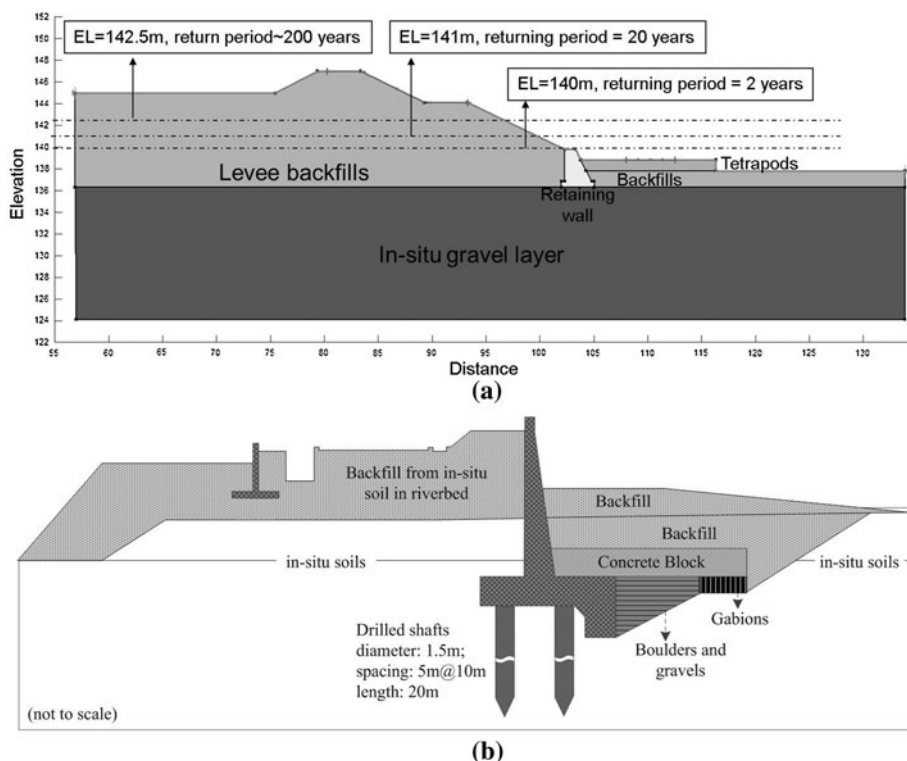 152
150
148
146
144
142
140
138
136
134
132
130
128
126
124
122
Elevation
EL=142.5m, return period~200 years
EL=141m, returning period = 20 years
EL=140m, returning period = 2 years
Levee backfills
Tetrapods
Backfills
Retaining
wall
In-situ gravel layer
55 60 65 70 75 80 85 90 95 100 105 110 115 120 125 130
Distance
(a)
Backfill from in-situ
soil in riverbed
Backfill
Backfill
in-situ soils
Concrete Block
in-situ soils
Gabions
Drilled shafts
diameter: 1.5m;
spacing: 5m@10m
length: 20m
Boulders and
gravels
(not to scale)
(b)